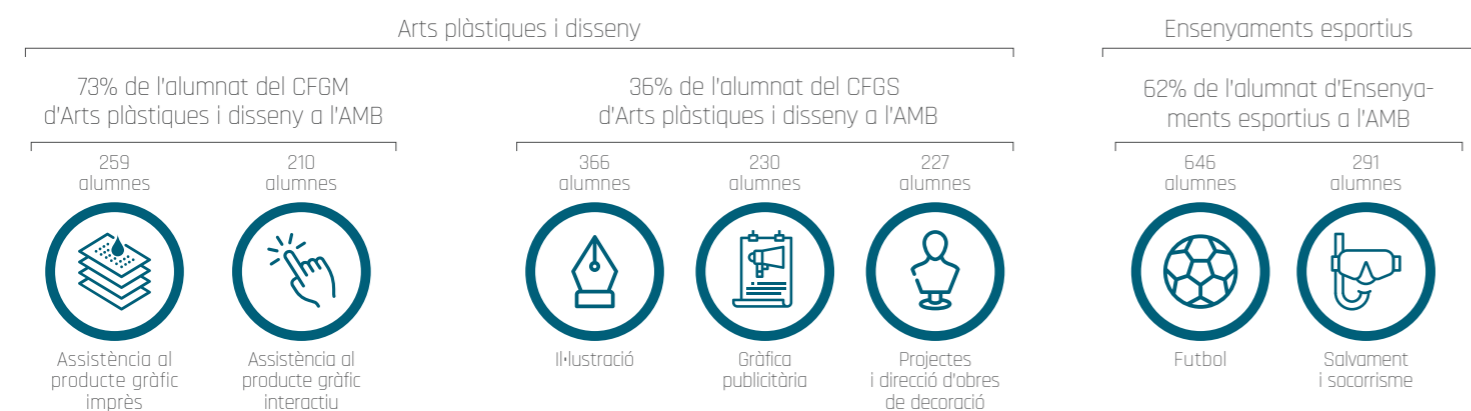 Arts plàstiques i disseny
73% de l'alumnat del CFGM
d'Arts plàstiques i disseny a l'AMB
259
alumnes
Assistència al
producte gràfic
imprès
210
alumnes
Assistència al
producte gràfic
interactiu
36% de l'alumnat del CFGS
d'Arts plàstiques i disseny a l'AMB
366
alumnes
Il•lustració
230
alumnes
Gràfica
publicitària
227
alumnes
Projectes
i direcció d'obres
de decoració
Ensenyaments esportius
62% de l'alumnat d'Ensenya-
ments esportius a l'AMB
646
alumnes
Futbol
291
alumnes
Salvament
i socorrisme